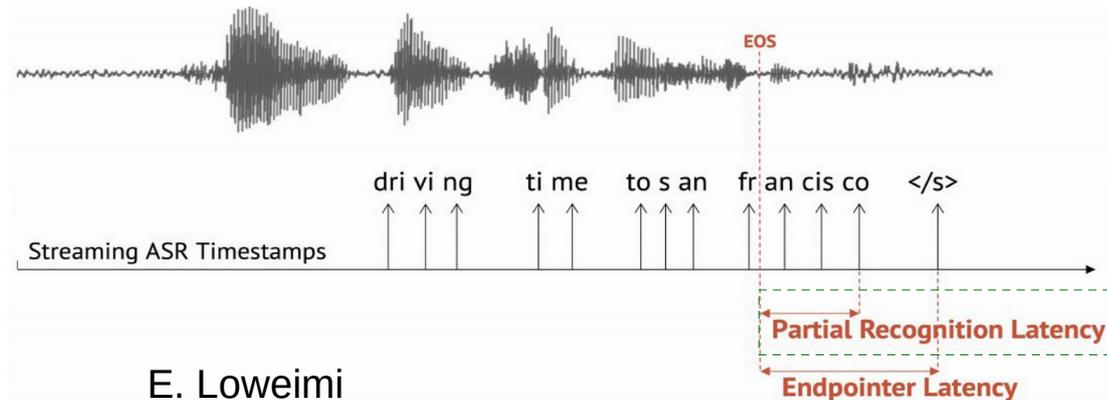 EOS
dri vi ng ti me to s an fr an cis co </s>
Streaming ASR Timestamps
Partial Recognition Latency
E. Loweimi
Endpointer Latency